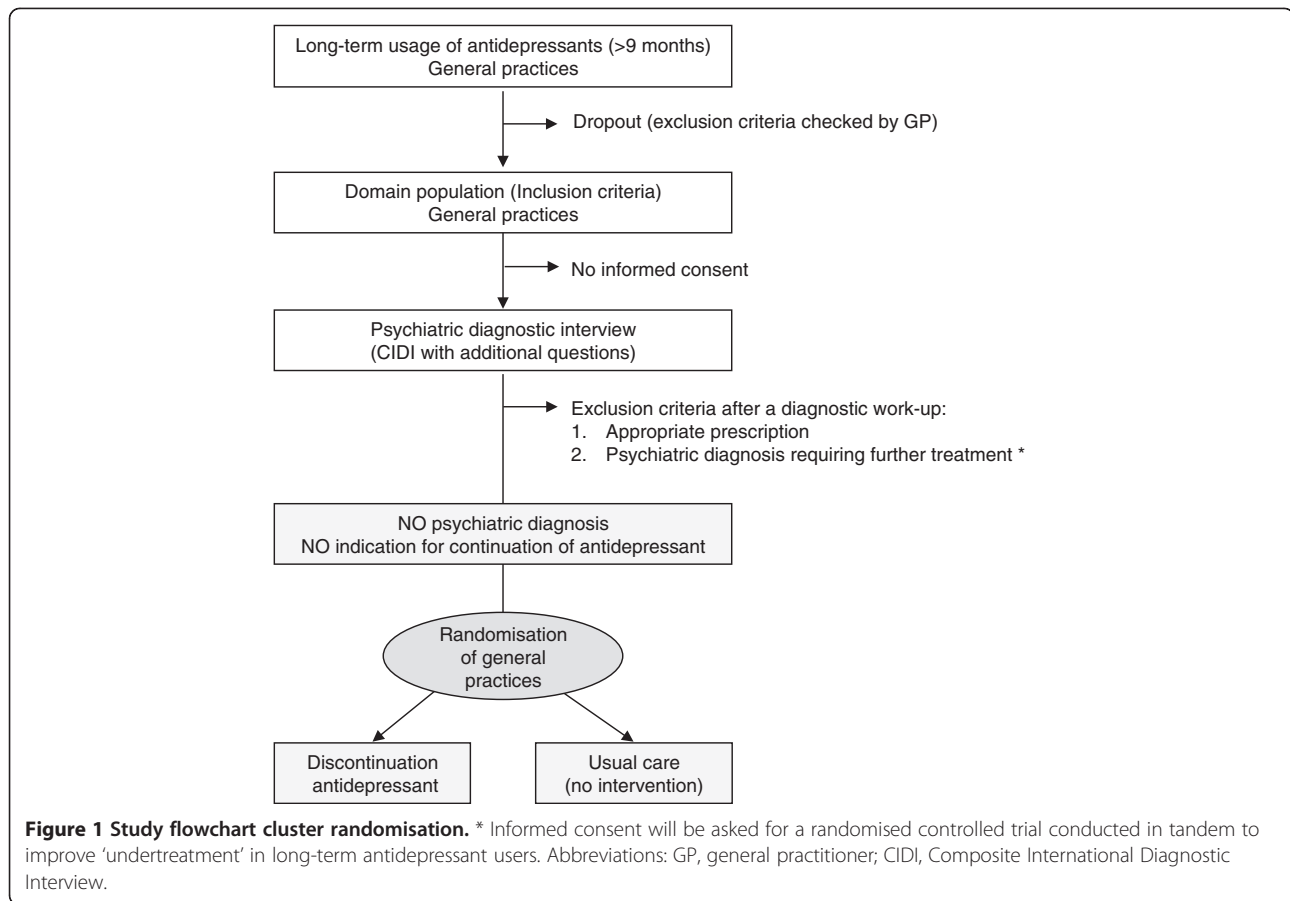 Long-term usage of antidepressants (>9 months)
General practices
Dropout (exclusion criteria checked by GP)
Domain population (Inclusion criteria)
General practices
No informed consent
Psychiatric diagnostic interview
(CIDI with additional questions)
Exclusion criteria after a diagnostic work-up:
1. Appropriate prescription
2. Psychiatric diagnosis requiring further treatment *
NO psychiatric diagnosis
NO indication for continuation of antidepressant
Randomisation
of general
practices
Discontinuation
antidepressant
Usual care
(no intervention)
Figure 1 Study flowchart cluster randomisation. * Informed consent will be asked for a randomised controlled trial conducted in tandem to
improve ‘undertreatment’ in long-term antidepressant users. Abbreviations: GP, general practitioner; CIDI, Composite International Diagnostic
Interview.